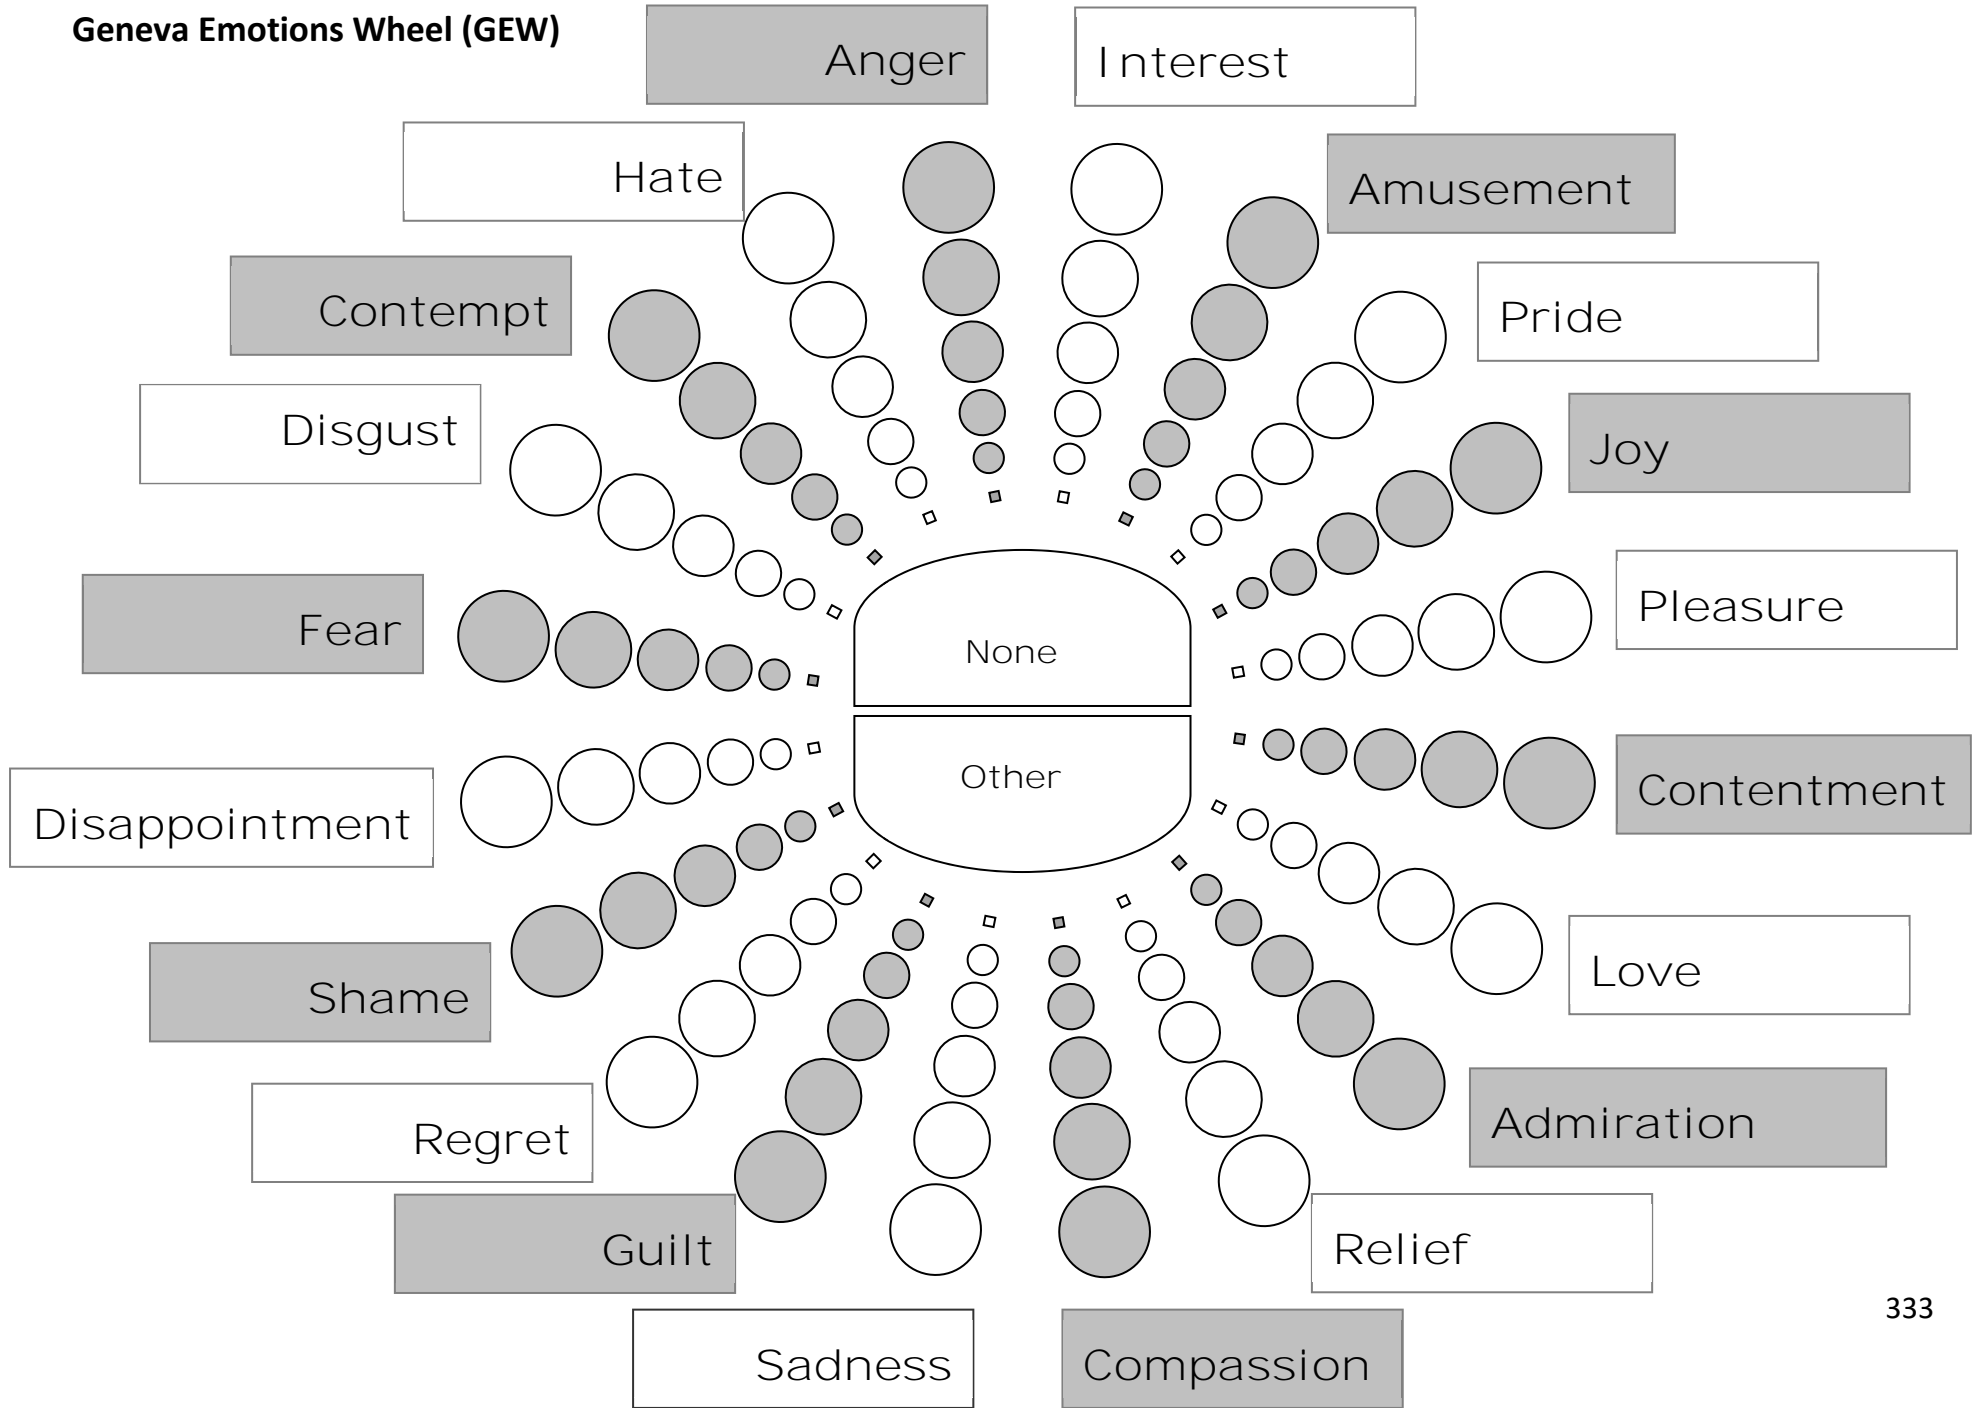 Geneva Emotions Wheel (GEW)
Anger
Interest
Hate
Amusement
Contempt
Pride
Disgust
Joy
Fear
Pleasure
None
Other
Disappointment
Contentment
Shame
Love
Regret
Admiration
Guilt
Relief
Sadness
Compassion
333